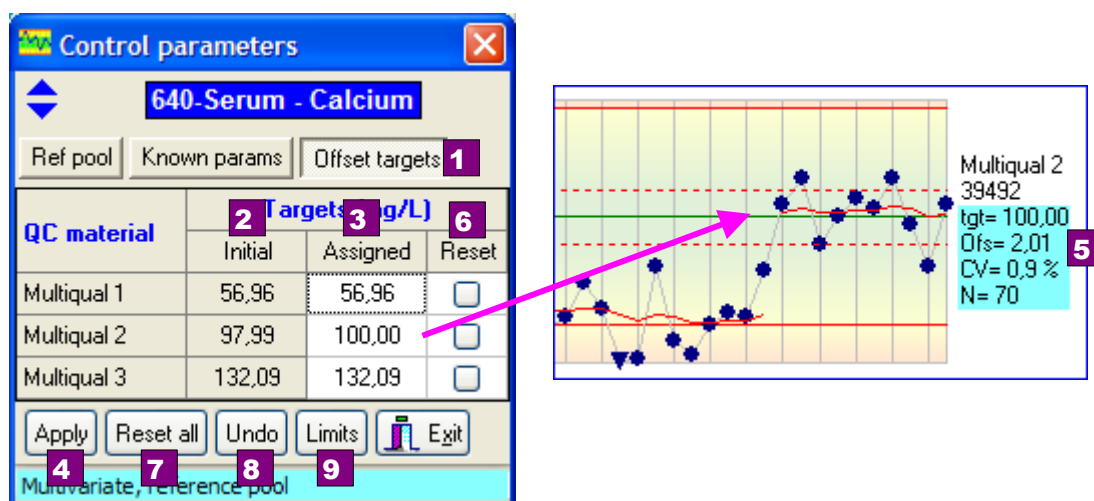 Control parameters
640-Serum - Calcium
Ref pool Known params Offset targets 1
QC material
2 Targets (mg/L) 3 6
Initial Assigned Reset
Multiqual 1 56,96 56,96
Multiqual 2 97,99 100,00
Multiqual 3 132,09 132,09
Apply Reset all Undo Limits Exit
4 7 8 9
Multivariate, reference pool
Multiqual 2
39492
tgt= 100,00
Ofs= 2,01
CV= 0,9 %
N= 70
5